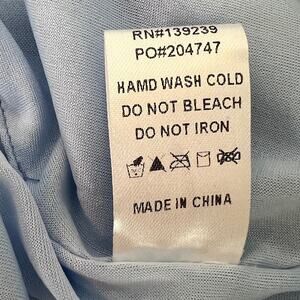 RN#139239
PO#204747
HAMD WASH COLD
DO NOT BLEACH
DO NOT IRON
MADE IN CHINA